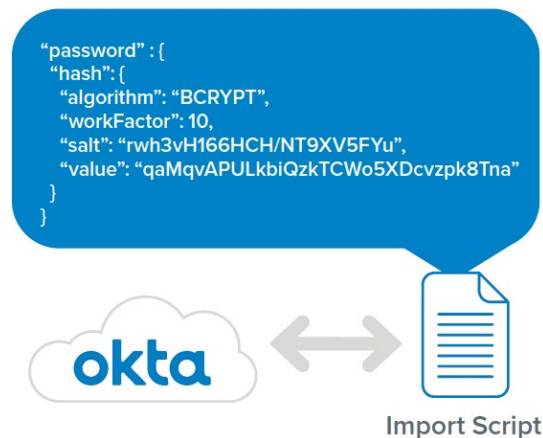 “password” : {
“hash”: {
“algorithm”: “BCRYPT”,
“workFactor”: 10,
“salt”: “rwh3vH166HCH/NT9XV5FYu”,
“value”: “qaMqvAPULkbiQzkTCWo5XDcvzpk8Tna”
}
}
okta
Import Script